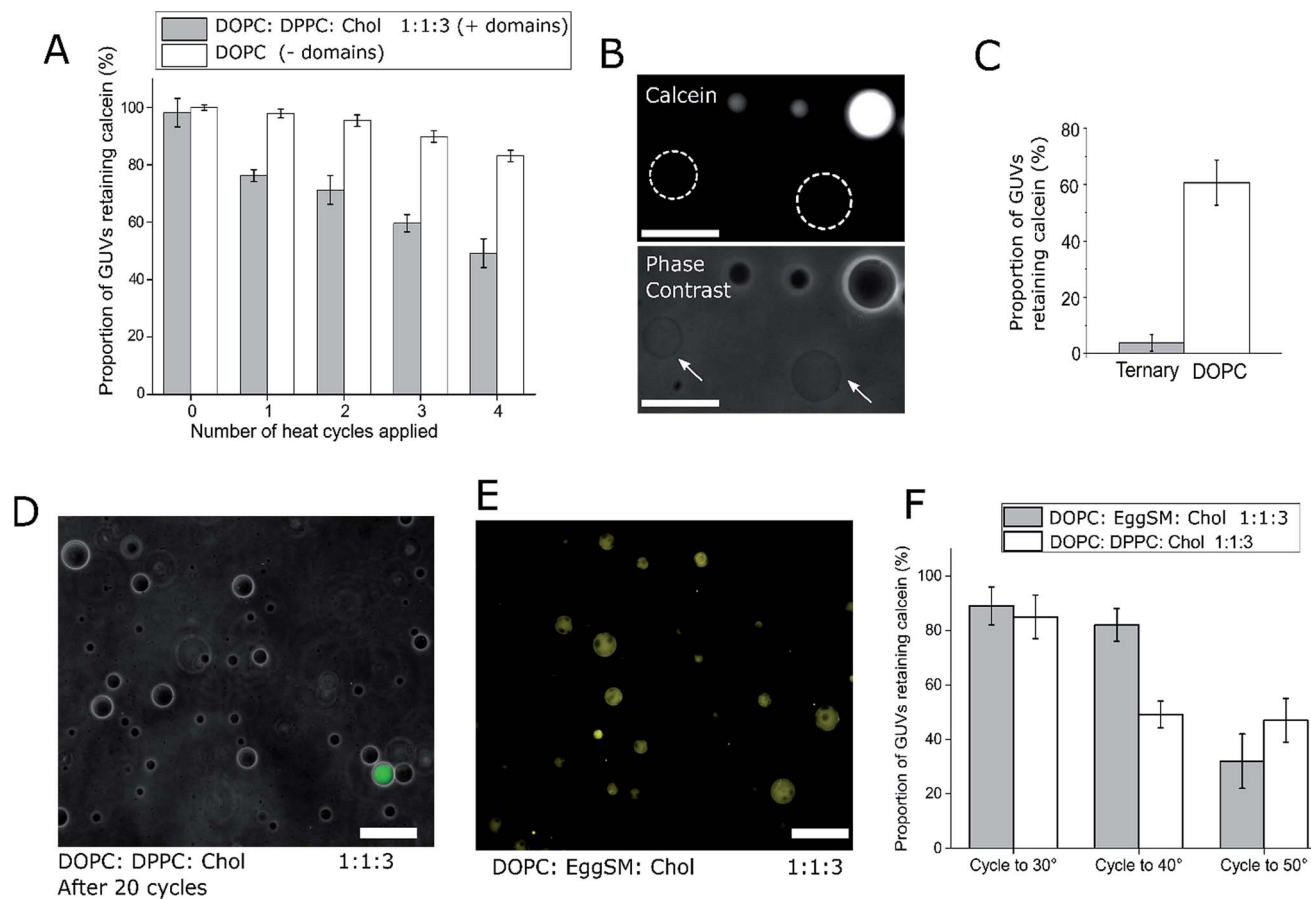 A
DOPC: DPPC: Chol 1:1:3 (+ domains)
DOPC (- domains)
Proportion of GUVs retaining calcein (%)
100
80
60
40
20
0
0 1 2 3 4
Number of heat cycles applied
B
Calcein
Phase
Contrast
C
Proportion of GUVs
retaining calcein (%)
80
60
40
20
0
Ternary DOPC
D
DOPC: DPPC: Chol 1:1:3
After 20 cycles
E
DOPC: EggSM: Chol 1:1:3
F
DOPC: EggSM: Chol 1:1:3
DOPC: DPPC: Chol 1:1:3
Proportion of GUVs retaining calcein (%)
100
80
60
40
20
0
Cycle to 30° Cycle to 40° Cycle to 50°